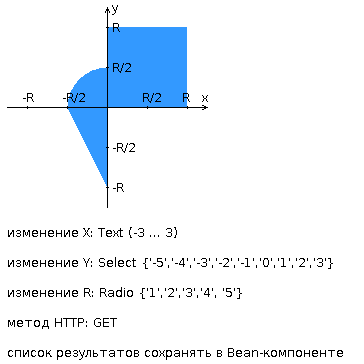 y
R
R/2
-R
-R/2
R/2
R
x
-R/2
-R
изменение X: Text (-3 ... 3)
изменение Y: Select {'-5','-4','-3','-2','-1','0','1','2','3'}
изменение R: Radio {'1','2','3','4', '5'}
метод HTTP: GET
список результатов сохранять в Bean-компоненте